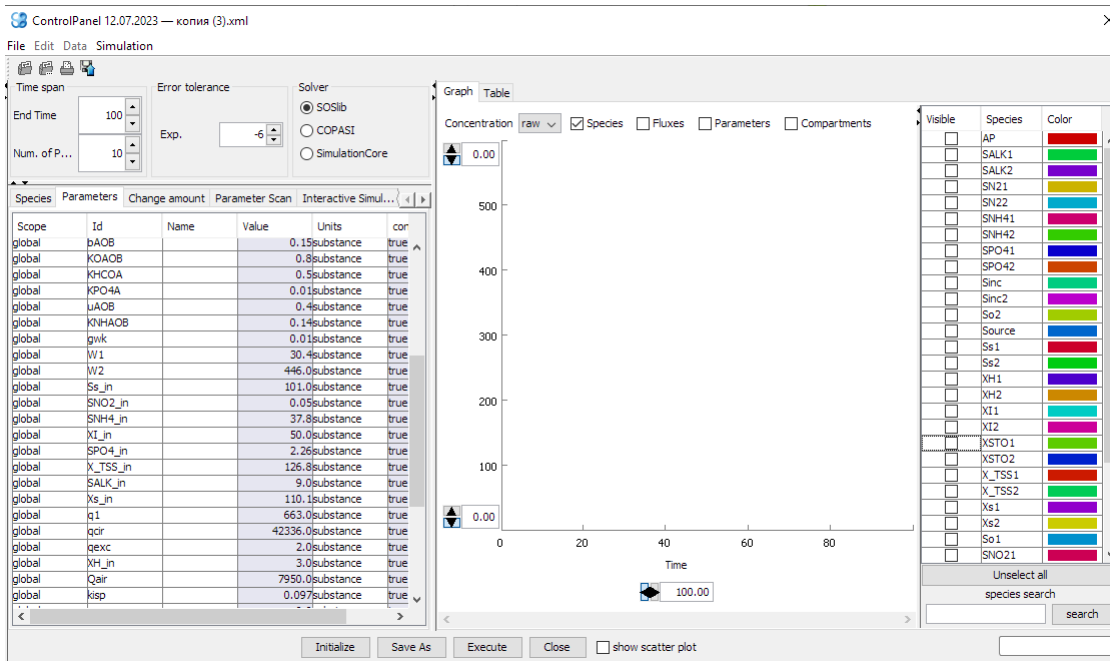 ControlPanel 12.07.2023 — копия (3).xml
File Edit Data Simulation
Time span
End Time 100
Num. of P... 10
Error tolerance
Exp. -6
Solver
SOSlib
COPASI
SimulationCore
Species Parameters Change amount Parameter Scan Interactive Simul...
Scope Id Name Value Units con
global bAOB 0.15 substance true
global KOAOB 0.8 substance true
global KHCOA 0.5 substance true
global KPO4A 0.01 substance true
global uAOB 0.4 substance true
global KNHAOB 0.14 substance true
global gwk 0.01 substance true
global W1 30.4 substance true
global W2 446.0 substance true
global Ss_in 101.0 substance true
global SNO2_in 0.05 substance true
global SNH4_in 37.8 substance true
global XI_in 50.0 substance true
global SPO4_in 2.26 substance true
global X_TSS_in 126.8 substance true
global SALK_in 9.0 substance true
global Xs_in 110.1 substance true
global q1 663.0 substance true
global qcir 42336.0 substance true
global qexc 2.0 substance true
global XH_in 3.0 substance true
global Qair 7950.0 substance true
global kisp 0.097 substance true
Graph Table
Concentration raw Species Fluxes Parameters Compartments
0.00
500
400
300
200
100
0.00
0 20 40 60 80
Time
100.00
Visible Species Color
AP
SALK1
SALK2
SN21
SN22
SNH41
SNH42
SPO41
SPO42
Sinc
Sinc2
So2
Source
Ss1
Ss2
XH1
XH2
XI1
XI2
XSTO1
XSTO2
X_TSS1
X_TSS2
Xs1
Xs2
So1
SNO21
Unselect all
species search
search
Initialize Save As Execute Close show scatter plot